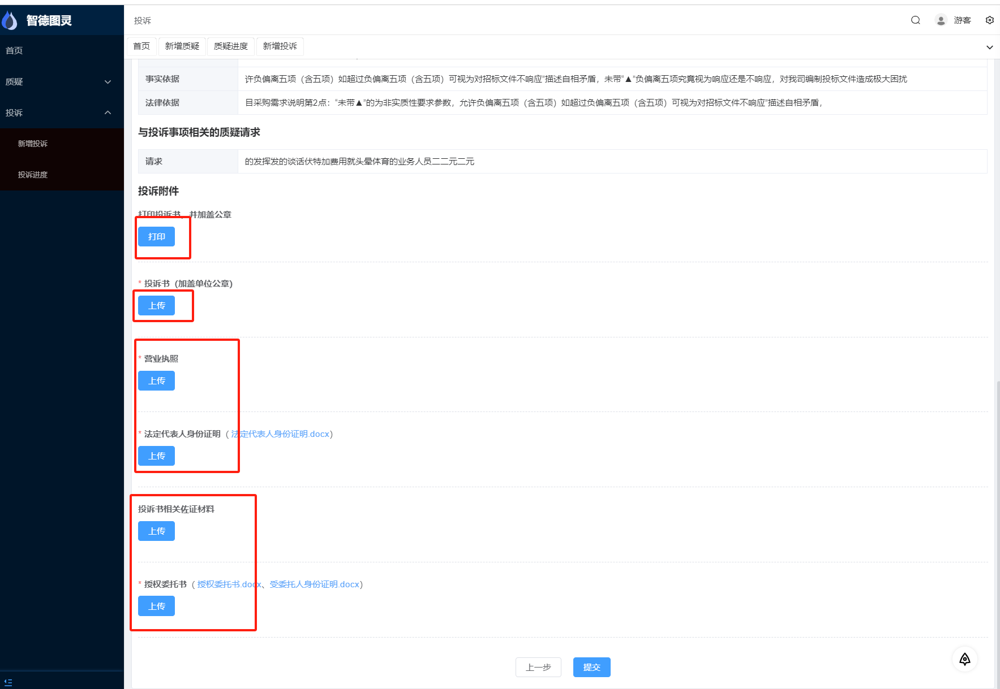 智德图灵
投诉
游客
首页
新增质疑
质疑进度
新增投诉
首页
质疑
投诉
新增投诉
投诉进度
事实依据
许负偏离五项（含五项）如超过负偏离五项（含五项）可视为对招标文件不响应”描述自相矛盾，未带“▲”负偏离五项究竟视为响应还是不响应，对我司编制投标文件造成极大困扰
法律依据
目采购需求说明第2点：“未带▲”的为非实质性要求参数，允许负偏离五项（含五项）如超过负偏离五项（含五项）可视为对招标文件不响应”描述自相矛盾，
与投诉事项相关的质疑请求
请求
的发挥发的谈话伏特加费用就头晕体育的业务人员二二元二元
投诉附件
打印投诉书，并加盖公章
打印
* 投诉书（加盖单位公章）
上传
* 营业执照
上传
* 法定代表人身份证明（ 法定代表人身份证明.docx）
上传
投诉书相关佐证材料
上传
* 授权委托书（ 授权委托书.docx、受委托人身份证明.docx）
上传
上一步
提交